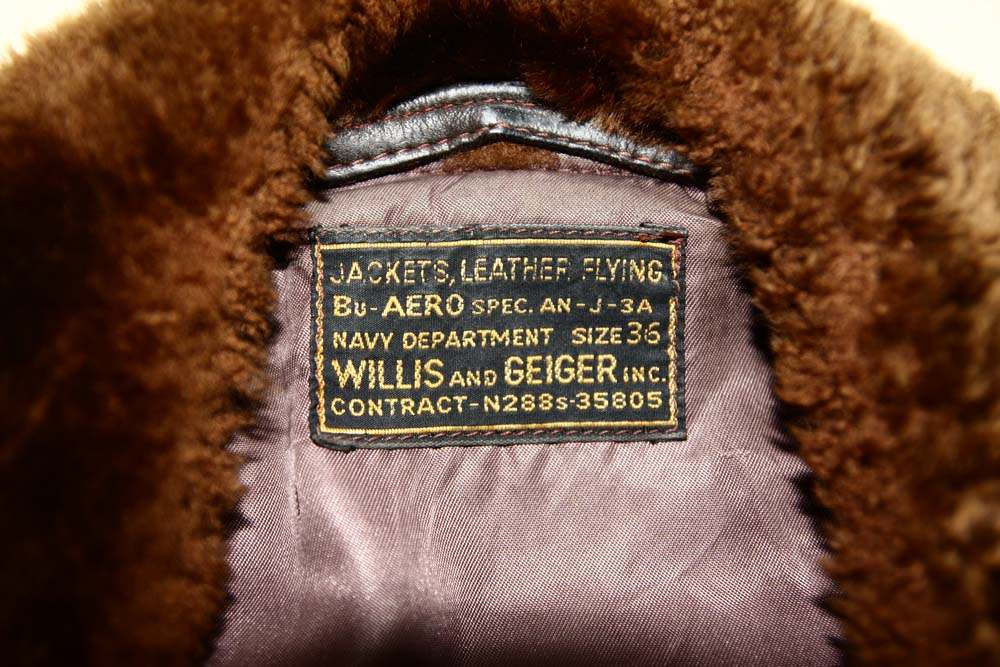 JACKETS, LEATHER FLYING
BU-AERO SPEC. AN-J-3A
NAVY DEPARTMENT SIZE 36
WILLIS AND GEIGER INC.
CONTRACT-N288S-35805